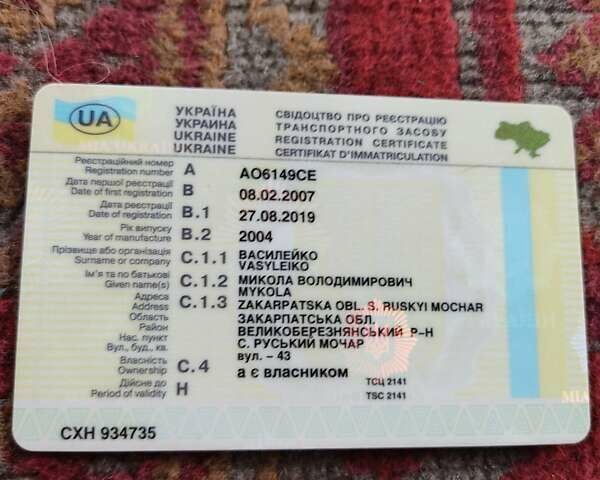 UA
УКРАЇНА
УКРАИНА
UKRAINE
UKRAINE
СВІДОЦТВО ПРО РЕЄСТРАЦІЮ
ТРАНСПОРТНОГО ЗАСОБУ
REGISTRATION CERTIFICATE
CERTIFIKAT D'IMMATRICULATION
Реєстраційний номер
Registration number A AO6149CE
Дата першої реєстрації
Date of first registration B 08.02.2007
Дата реєстрації
Date of registration B.1 27.08.2019
Рік випуску
Year of manufacture B.2 2004
Прізвище або організація
Surname or company C.1.1 ВАСИЛЕЙКО
VASYLEIKO
Ім'я та по батькові
Given name(s) C.1.2 МИКОЛА ВОЛОДИМИРОВИЧ
MYKOLA
Адреса
Address C.1.3 ZAKARPATSKA OBL. S. RUSKYI MOCHAR
Область ЗАКАРПАТСЬКА ОБЛ.
Район ВЕЛИКОБЕРЕЗНЯНСЬКИЙ Р-Н
Нас. пункт С. РУСЬКИЙ МОЧАР
Вул., буд., кв. вул. - 43
Власність
Ownership C.4 а є власником
Дійсне до ТСЦ 2141
Period of validity H TSC 2141
СХН 934735